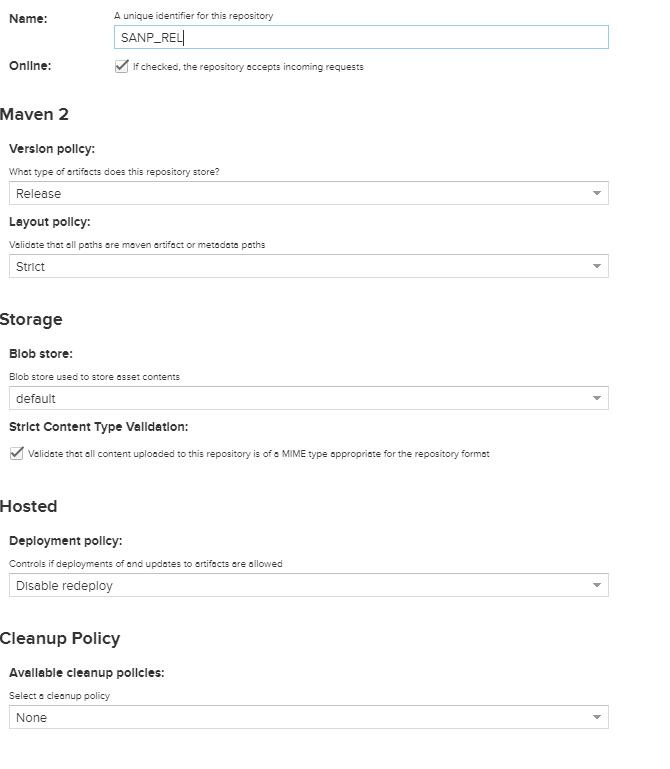 Name:
A unique identifier for this repository
SANP_REL
Online:
If checked, the repository accepts incoming requests
Maven 2
Version policy:
What type of artifacts does this repository store?
Release
Layout policy:
Validate that all paths are maven artifact or metadata paths
Strict
Storage
Blob store:
Blob store used to store asset contents
default
Strict Content Type Validation:
Validate that all content uploaded to this repository is of a MIME type appropriate for the repository format
Hosted
Deployment policy:
Controls if deployments of and updates to artifacts are allowed
Disable redeploy
Cleanup Policy
Available cleanup policies:
Select a cleanup policy
None